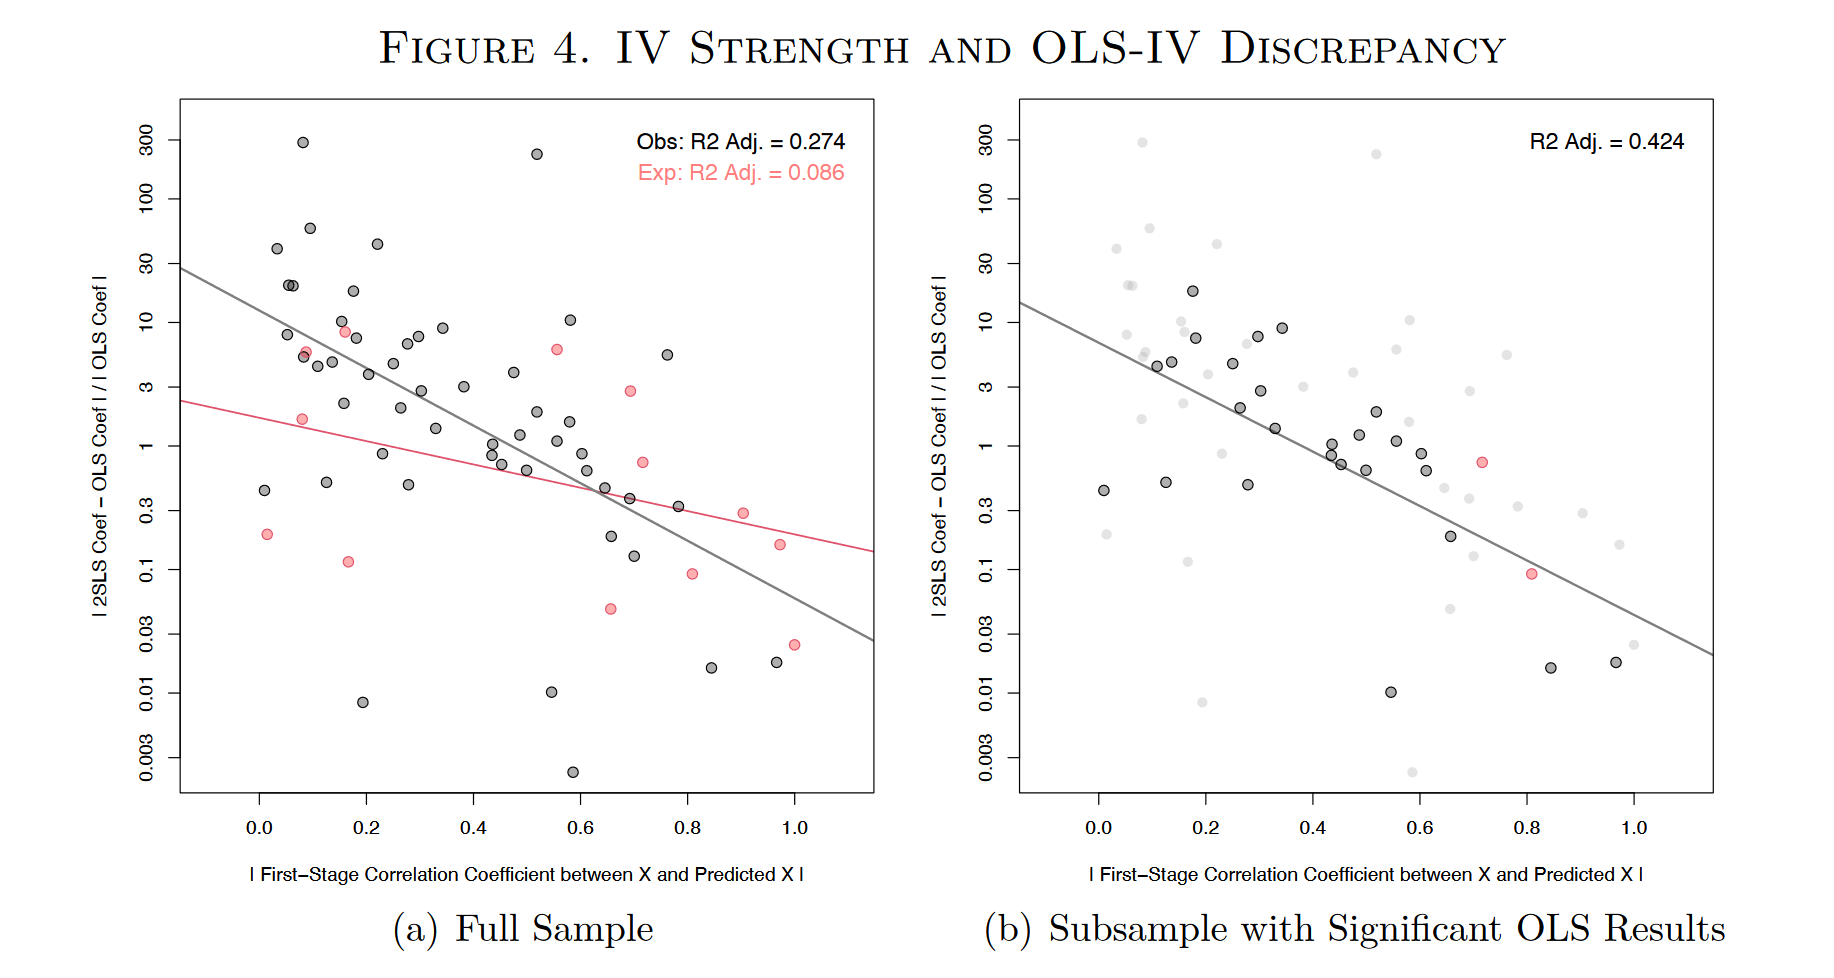 FIGURE 4. IV STRENGTH AND OLS-IV DISCREPANCY
Obs: R2 Adj. = 0.274
Exp: R2 Adj. = 0.086
300
100
30
10
3
1
0.3
0.1
0.03
0.01
0.003
| 2SLS Coef − OLS Coef | / | OLS Coef |
0.0 0.2 0.4 0.6 0.8 1.0
| First−Stage Correlation Coefficient between X and Predicted X |
(a) Full Sample
R2 Adj. = 0.424
300
100
30
10
3
1
0.3
0.1
0.03
0.01
0.003
| 2SLS Coef − OLS Coef | / | OLS Coef |
0.0 0.2 0.4 0.6 0.8 1.0
| First−Stage Correlation Coefficient between X and Predicted X |
(b) Subsample with Significant OLS Results